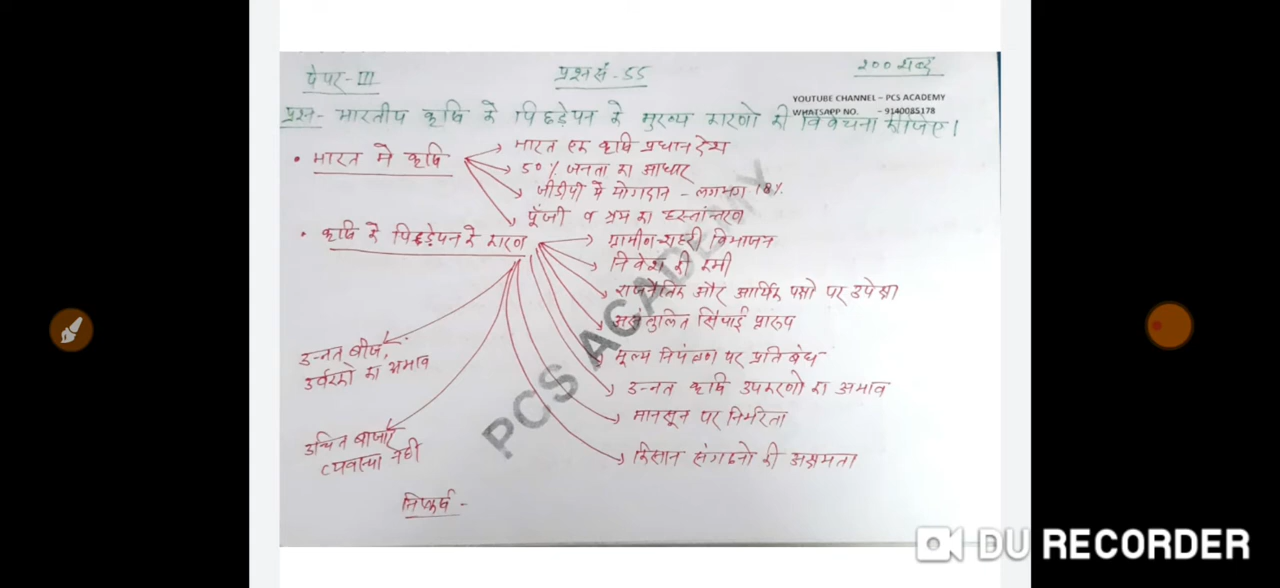 पेपर-III
प्रश्न सं-55
200 शब्द
YOUTUBE CHANNEL – PCS ACADEMY
WHATSAPP NO. - 9140085178
प्रश्न- भारतीय कृषि के पिछड़ेपन के मुख्य कारणों की विवेचना कीजिए।
• भारत में कृषि
भारत एक कृषि प्रधान देश
50% जनता का आधार
जीडीपी में योगदान - लगभग 18%
पूँजी व श्रम का हस्तांतरण
• कृषि के पिछड़ेपन के कारण
ग्रामीण शहरी विभाजन
निवेश की कमी
राजनैतिक और आर्थिक पक्षो पर उपेक्षा
असंतुलित सिंचाई प्रारूप
मूल्य नियंत्रण पर प्रतिबंध
उन्नत कृषि उपकरणो का अभाव
मानसून पर निर्भरता
किसान संगठनो की अक्षमता
उन्नत बीज,
उर्वरको का अभाव
उचित बाजार
व्यवस्था नही
निष्कर्ष -
PCS ACADEMY
DU RECORDER